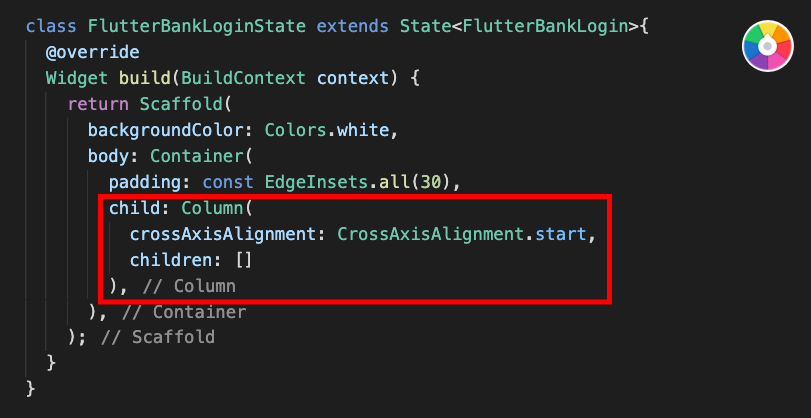 class FlutterBankLoginState extends State<FlutterBankLogin>{
@override
Widget build(BuildContext context) {
return Scaffold(
backgroundColor: Colors.white,
body: Container(
padding: const EdgeInsets.all(30),
child: Column(
crossAxisAlignment: CrossAxisAlignment.start,
children: []
), // Column
), // Container
); // Scaffold
}
}